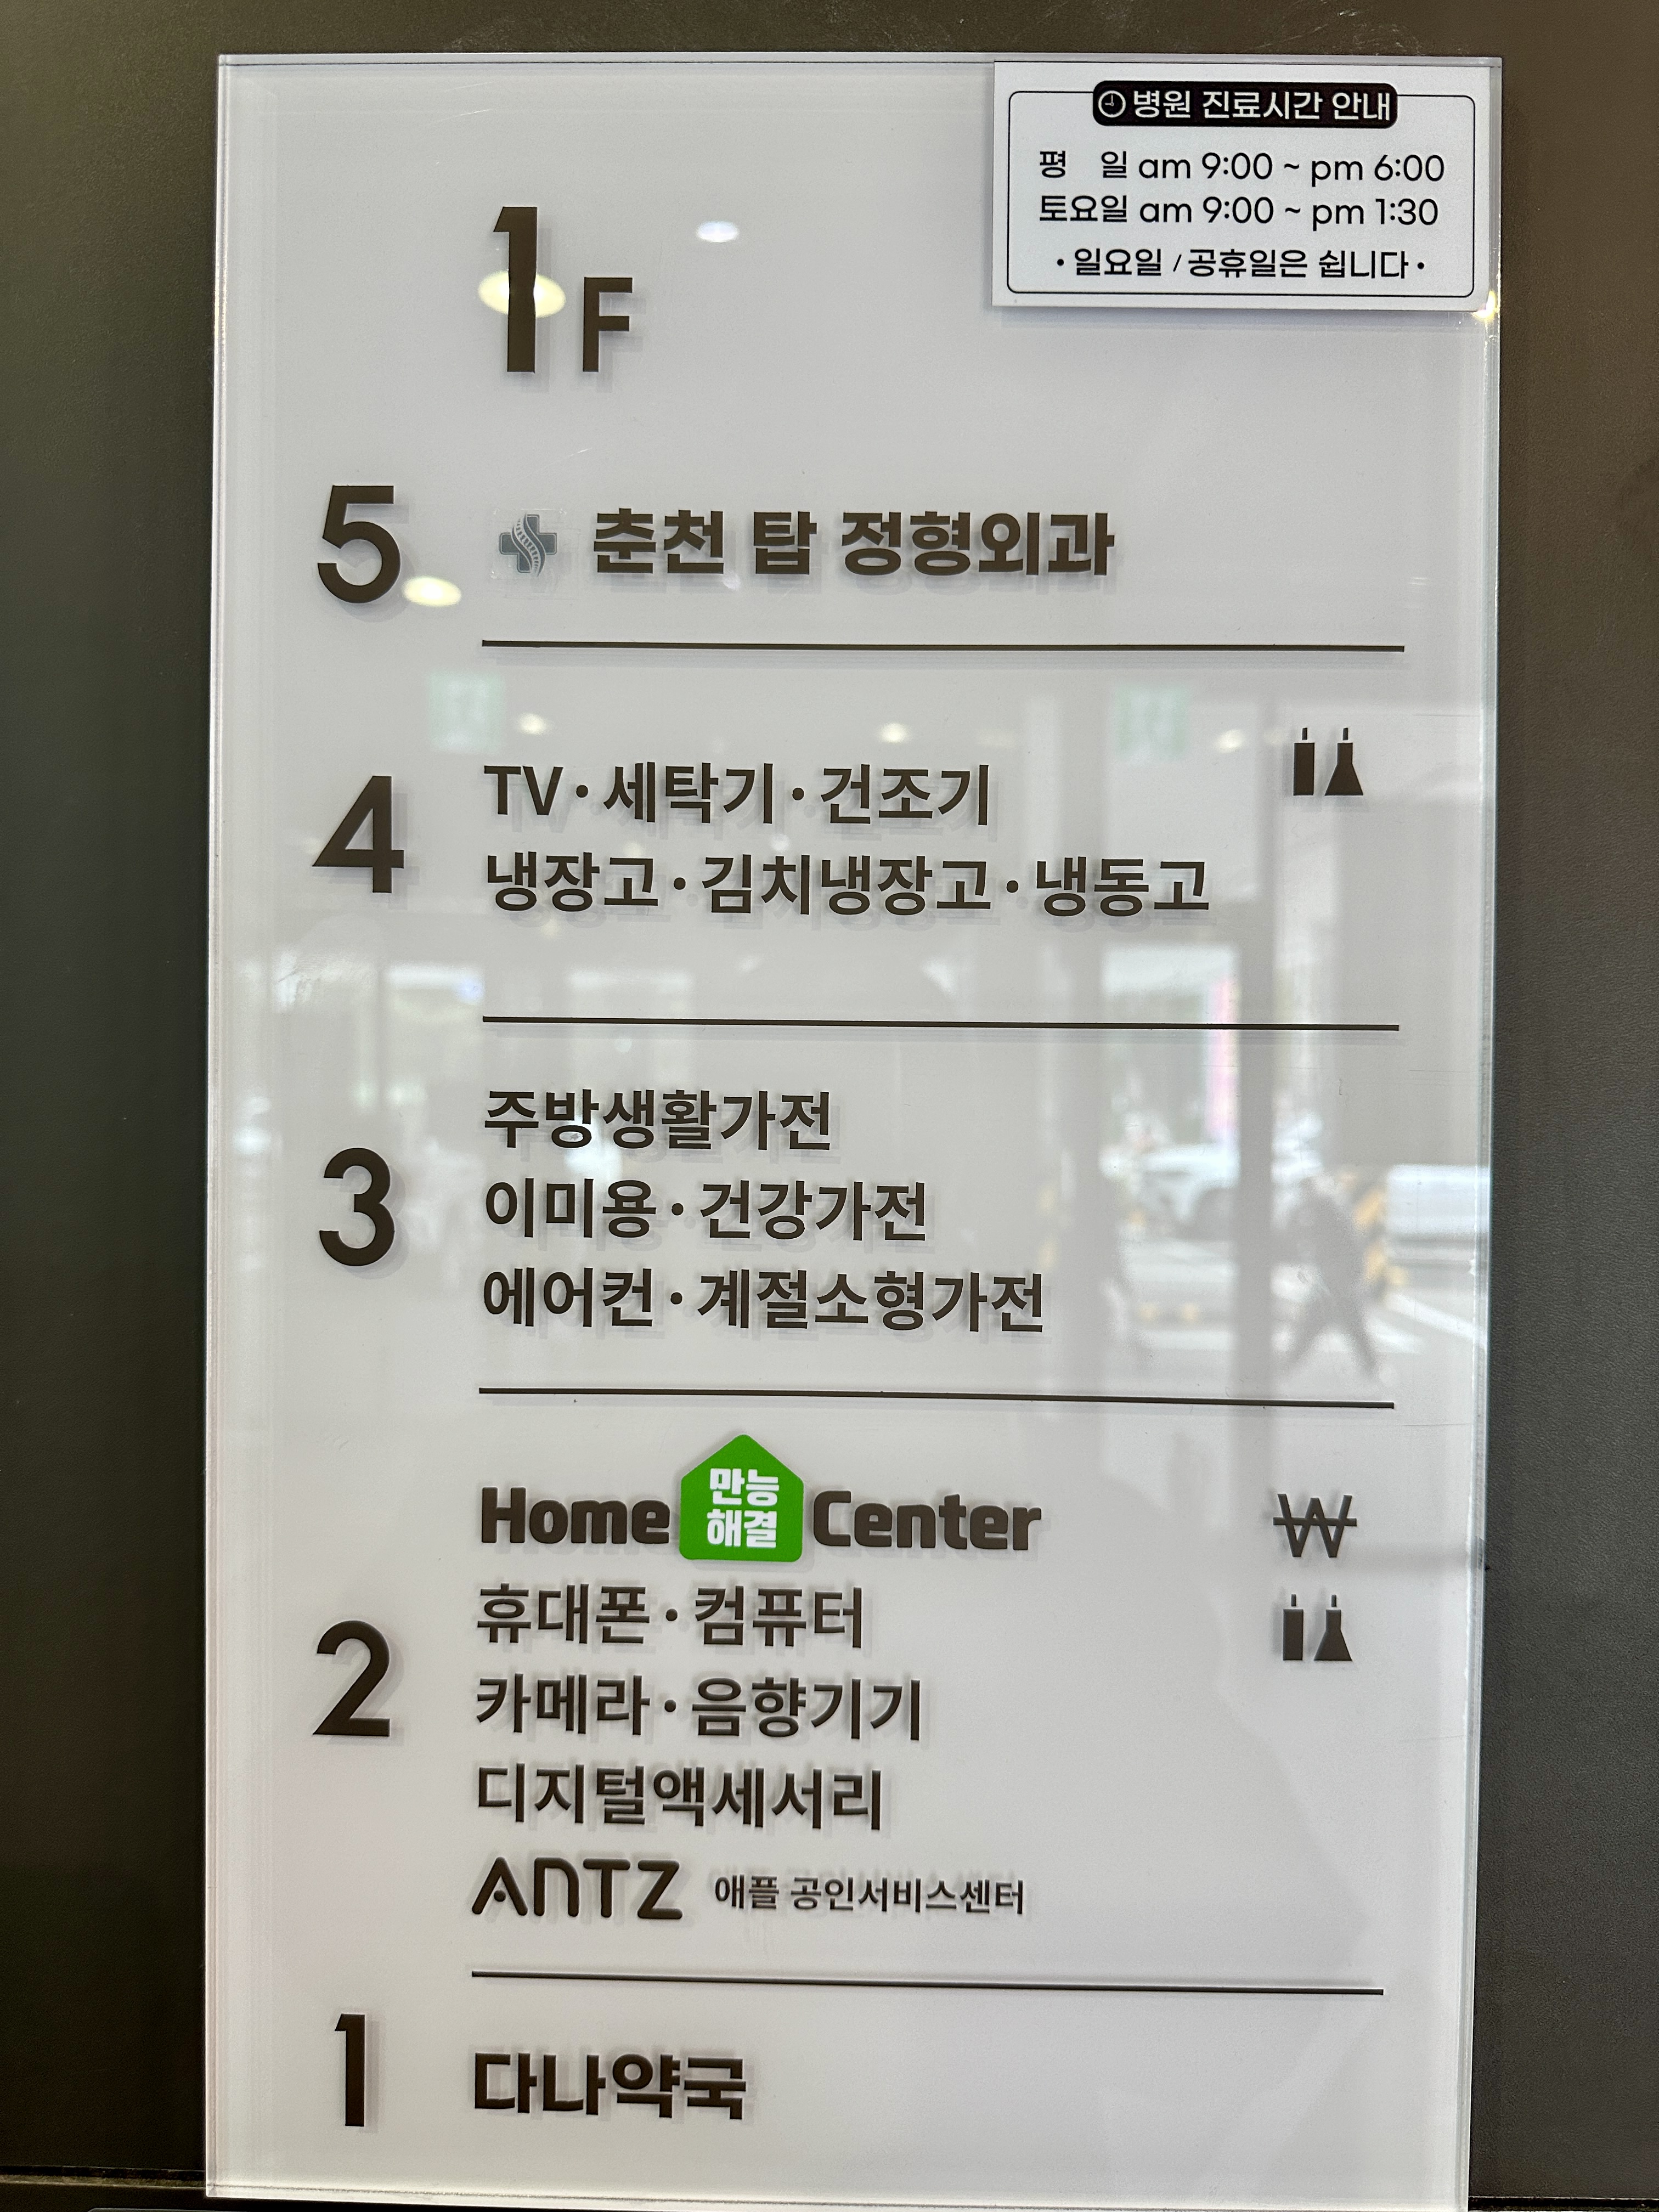 병원 진료시간 안내
평 일 am 9:00 ~ pm 6:00
토요일 am 9:00 ~ pm 1:30
• 일요일 / 공휴일은 쉽니다 •
1F
5 춘천 탑 정형외과
4
TV · 세탁기 · 건조기
냉장고 · 김치냉장고 · 냉동고
3
주방생활가전
이미용 · 건강가전
에어컨 · 계절소형가전
2
Home 만능해결 Center ₩
휴대폰 · 컴퓨터
카메라 · 음향기기
디지털액세서리
ANTZ 애플 공인서비스센터
1 다나약국